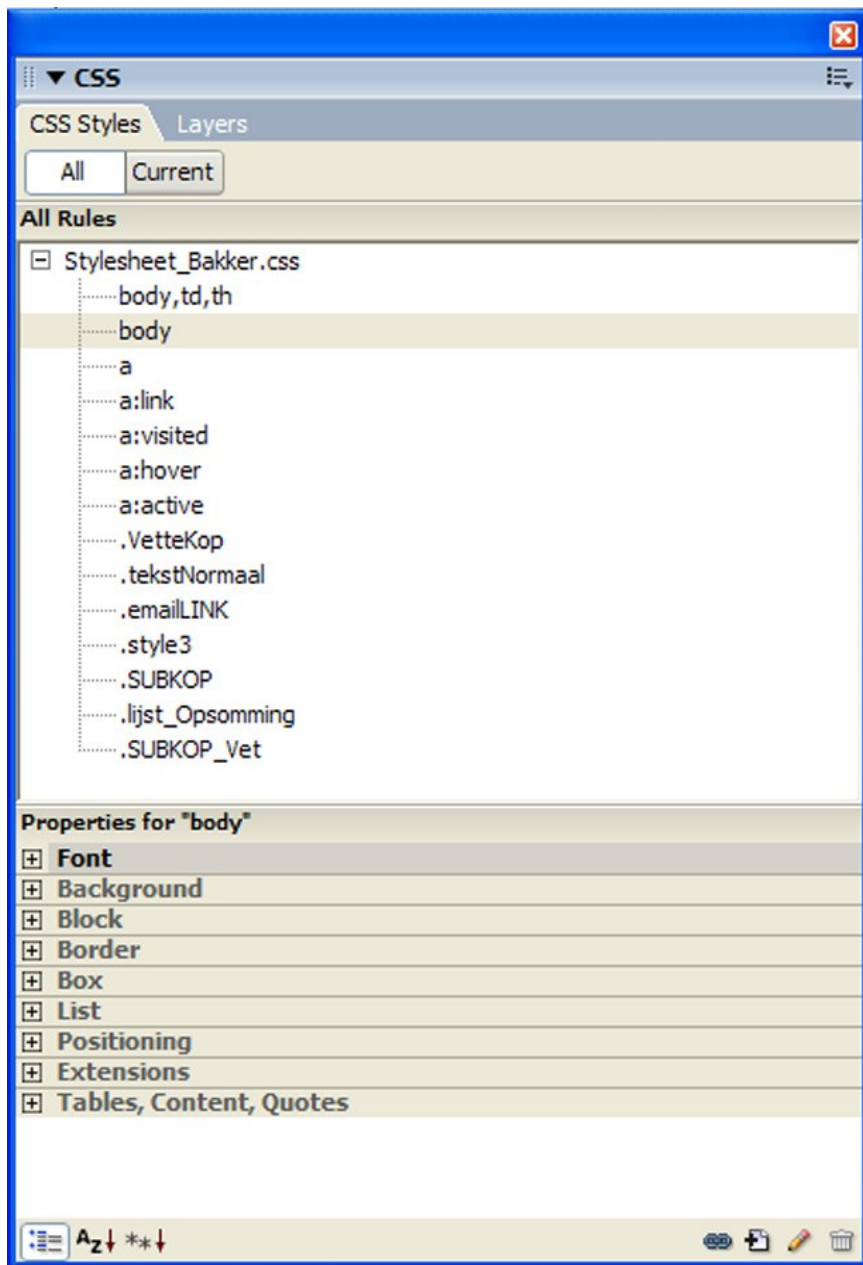 CSS
CSS Styles Layers
All Current
All Rules
Stylesheet_Bakker.css
body,td,th
body
a
a:link
a:visited
a:hover
a:active
.VetteKop
.tekstNormaal
.emailLINK
.style3
.SUBKOP
.lijst_Opsomming
.SUBKOP_Vet
Properties for "body"
Font
Background
Block
Border
Box
List
Positioning
Extensions
Tables, Content, Quotes
Az↓ **↓